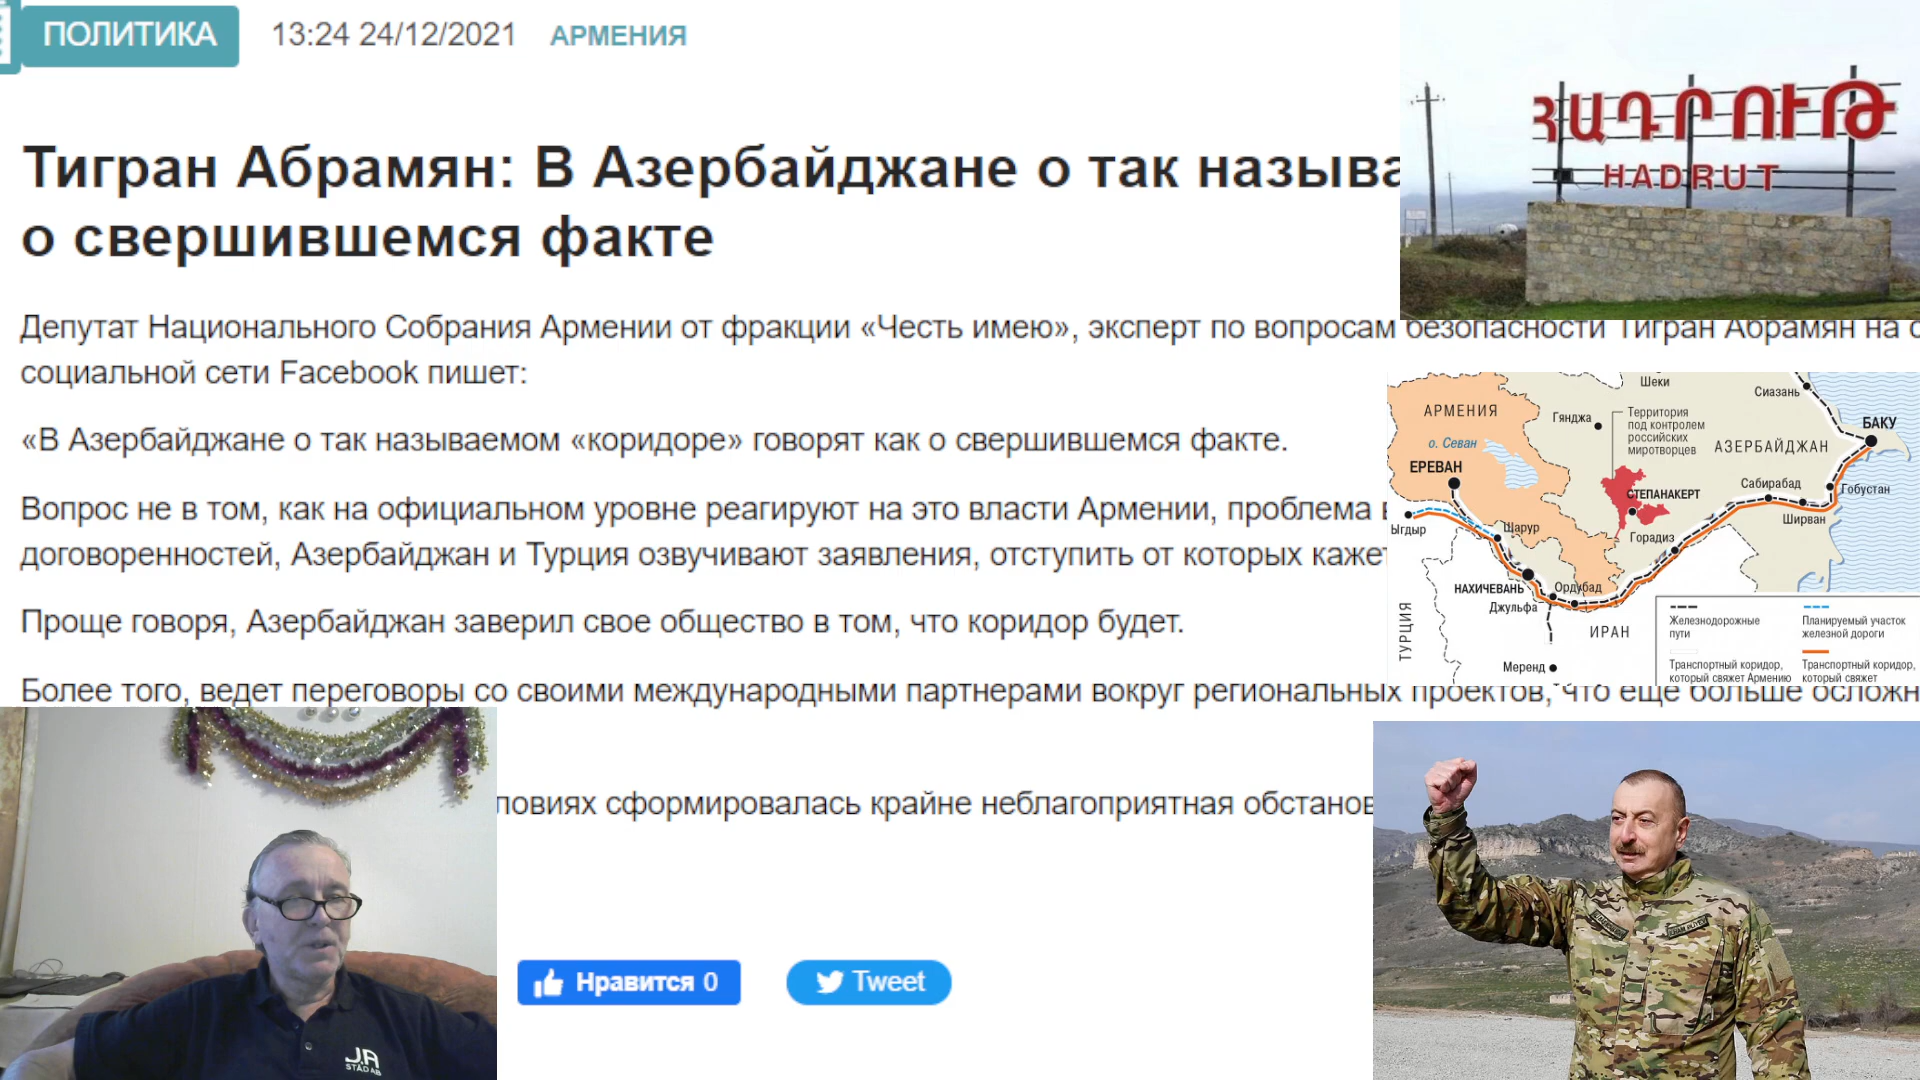 ПОЛИТИКА 13:24 24/12/2021 АРМЕНИЯ
Тигран Абрамян: В Азербайджане о так
о свершившемся факте
Депутат Национального Собрания Армении от фракции «Честь имею», эксперт по вопросам безопасности Тигран Абрамян на
социальной сети Facebook пишет:
«В Азербайджане о так называемом «коридоре» говорят как о свершившемся факте.
Вопрос не в том, как на официальном уровне реагируют на это власти Армении, проблема
договоренностей, Азербайджан и Турция озвучивают заявления, отступить от которых
Проще говоря, Азербайджан заверил свое общество в том, что коридор будет.
Более того, ведет переговоры со своими международными партнерами вокруг региональных проектов, что еще больше
сформировалась крайне неблагоприятная
Нравится 0
Tweet
ՀԱԴՐՈՒԹ
HADRUT
Шеки
Сиазань
АРМЕНИЯ
Гянджа
Территория
под контролем
российских
миротворцев
БАКУ
о. Севан
АЗЕРБАЙДЖАН
ЕРЕВАН
СТЕПАНАКЕРТ
Сабирабад
Гобустан
Ширван
Ыгдыр
Шарур
Горадиз
НАХИЧЕВАНЬ
Ордубад
Джульфа
ТУРЦИЯ
ИРАН
Меренд
Железнодорожные
пути
Планируемый участок
железной дороги
Транспортный коридор,
который свяжет Армению
Транспортный коридор,
который свяжет
J.A
STÄD AB